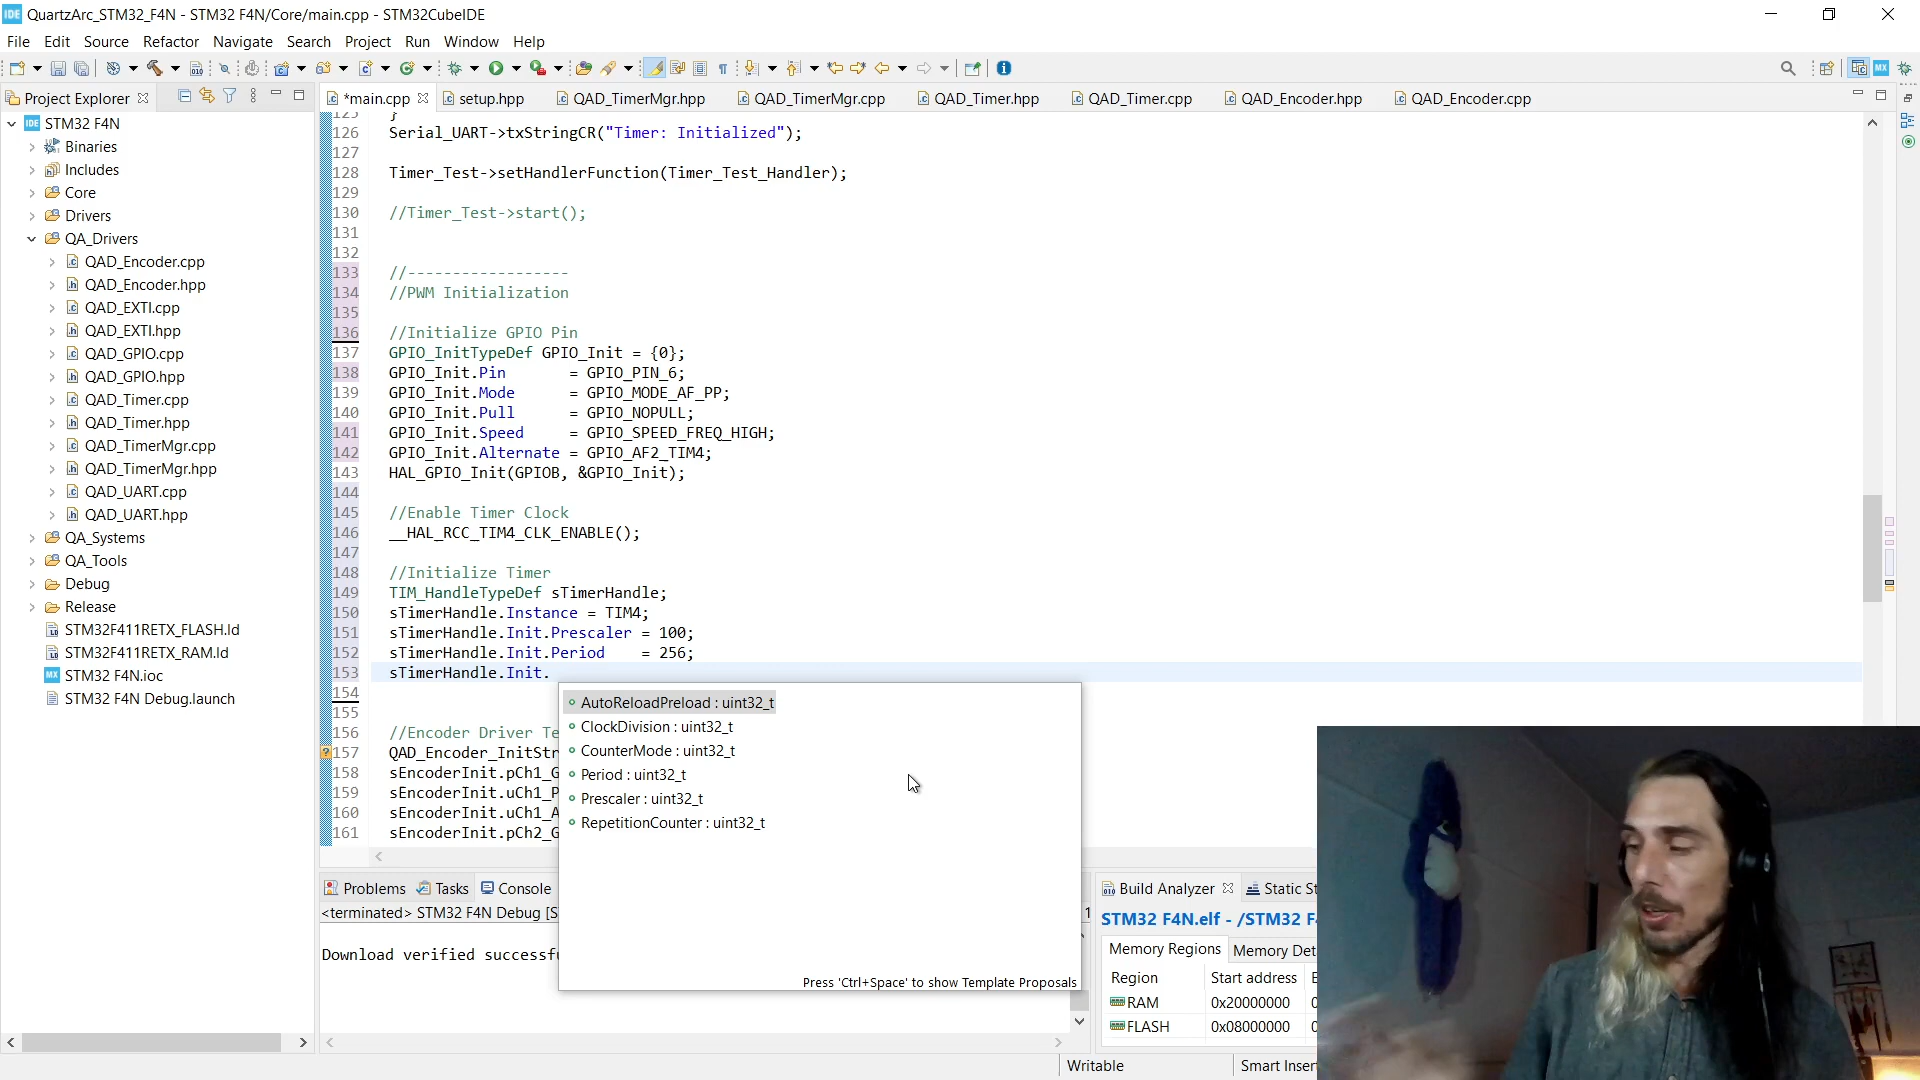 QuartzArc_STM32_F4N - STM32 F4N/Core/main.cpp - STM32CubeIDE
File Edit Source Refactor Navigate Search Project Run Window Help
Project Explorer
STM32 F4N
Binaries
Includes
Core
Drivers
QA_Drivers
QAD_Encoder.cpp
QAD_Encoder.hpp
QAD_EXTI.cpp
QAD_EXTI.hpp
QAD_GPIO.cpp
QAD_GPIO.hpp
QAD_Timer.cpp
QAD_Timer.hpp
QAD_TimerMgr.cpp
QAD_TimerMgr.hpp
QAD_UART.cpp
QAD_UART.hpp
QA_Systems
QA_Tools
Debug
Release
STM32F411RETX_FLASH.ld
STM32F411RETX_RAM.ld
STM32 F4N.ioc
STM32 F4N Debug.launch
*main.cpp setup.hpp QAD_TimerMgr.hpp QAD_TimerMgr.cpp QAD_Timer.hpp QAD_Timer.cpp QAD_Encoder.hpp QAD_Encoder.cpp
125 }
126 Serial_UART->txStringCR("Timer: Initialized");
127
128 Timer_Test->setHandlerFunction(Timer_Test_Handler);
129
130 //Timer_Test->start();
131
132
133 //------------------
134 //PWM Initialization
135
136 //Initialize GPIO Pin
137 GPIO_InitTypeDef GPIO_Init = {0};
138 GPIO_Init.Pin = GPIO_PIN_6;
139 GPIO_Init.Mode = GPIO_MODE_AF_PP;
140 GPIO_Init.Pull = GPIO_NOPULL;
141 GPIO_Init.Speed = GPIO_SPEED_FREQ_HIGH;
142 GPIO_Init.Alternate = GPIO_AF2_TIM4;
143 HAL_GPIO_Init(GPIOB, &GPIO_Init);
144
145 //Enable Timer Clock
146 __HAL_RCC_TIM4_CLK_ENABLE();
147
148 //Initialize Timer
149 TIM_HandleTypeDef sTimerHandle;
150 sTimerHandle.Instance = TIM4;
151 sTimerHandle.Init.Prescaler = 100;
152 sTimerHandle.Init.Period = 256;
153 sTimerHandle.Init.
154
155
156 //Encoder Driver Te
157 QAD_Encoder_InitStr
158 sEncoderInit.pCh1_G
159 sEncoderInit.uCh1_P
160 sEncoderInit.uCh1_A
161 sEncoderInit.pCh2_G
AutoReloadPreload : uint32_t
ClockDivision : uint32_t
CounterMode : uint32_t
Period : uint32_t
Prescaler : uint32_t
RepetitionCounter : uint32_t
Press 'Ctrl+Space' to show Template Proposals
Problems Tasks Console
<terminated> STM32 F4N Debug [S
Download verified successfu
Build Analyzer Static St
STM32 F4N.elf - /STM32 F4
Memory Regions Memory Det
Region Start address
RAM 0x20000000
FLASH 0x08000000
Writable Smart Inser